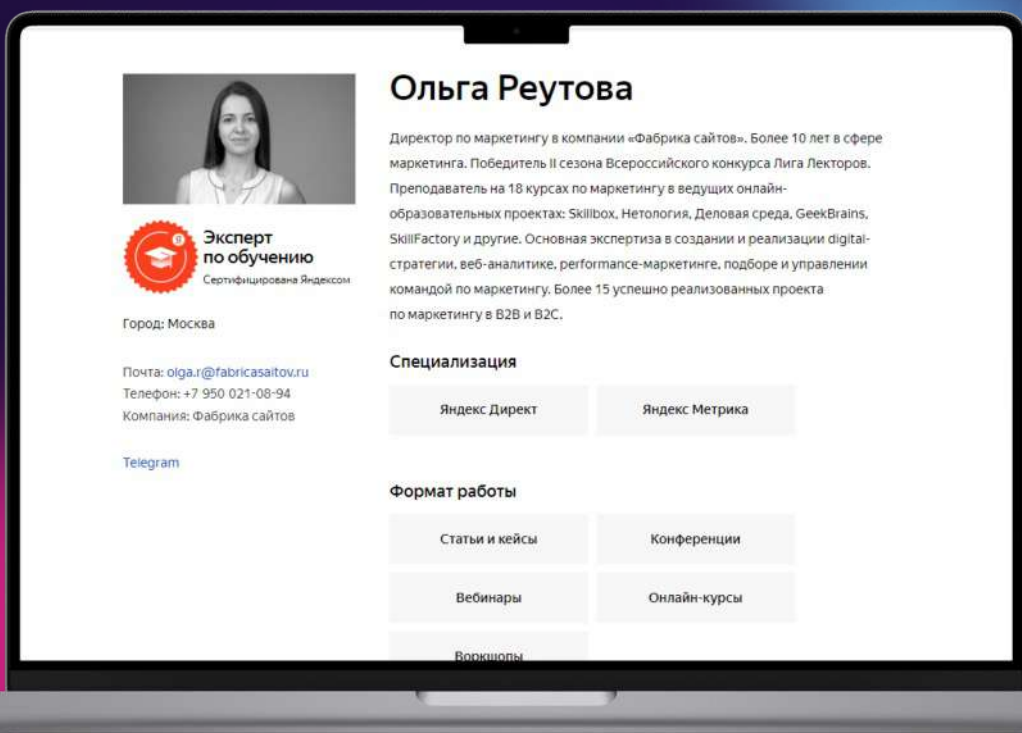 Ольга Реутова
Директор по маркетингу в компании «Фабрика сайтов». Более 10 лет в сфере
маркетинга. Победитель II сезона Всероссийского конкурса Лига Лекторов.
Преподаватель на 18 курсах по маркетингу в ведущих онлайн-
образовательных проектах: Skillbox, Нетология, Деловая среда, GeekBrains,
SkillFactory и другие. Основная экспертиза в создании и реализации digital-
стратегии, веб-аналитике, performance-маркетинге, подборе и управлении
командой по маркетингу. Более 15 успешно реализованных проекта
по маркетингу в B2B и B2C.
Я
Эксперт
по обучению
Сертифицирована Яндексом
Город: Москва
Почта: olga.r@fabricasaitov.ru
Телефон: +7 950 021-08-94
Компания: Фабрика сайтов
Telegram
Специализация
Яндекс Директ
Яндекс Метрика
Формат работы
Статьи и кейсы
Конференции
Вебинары
Онлайн-курсы
Воркшопы